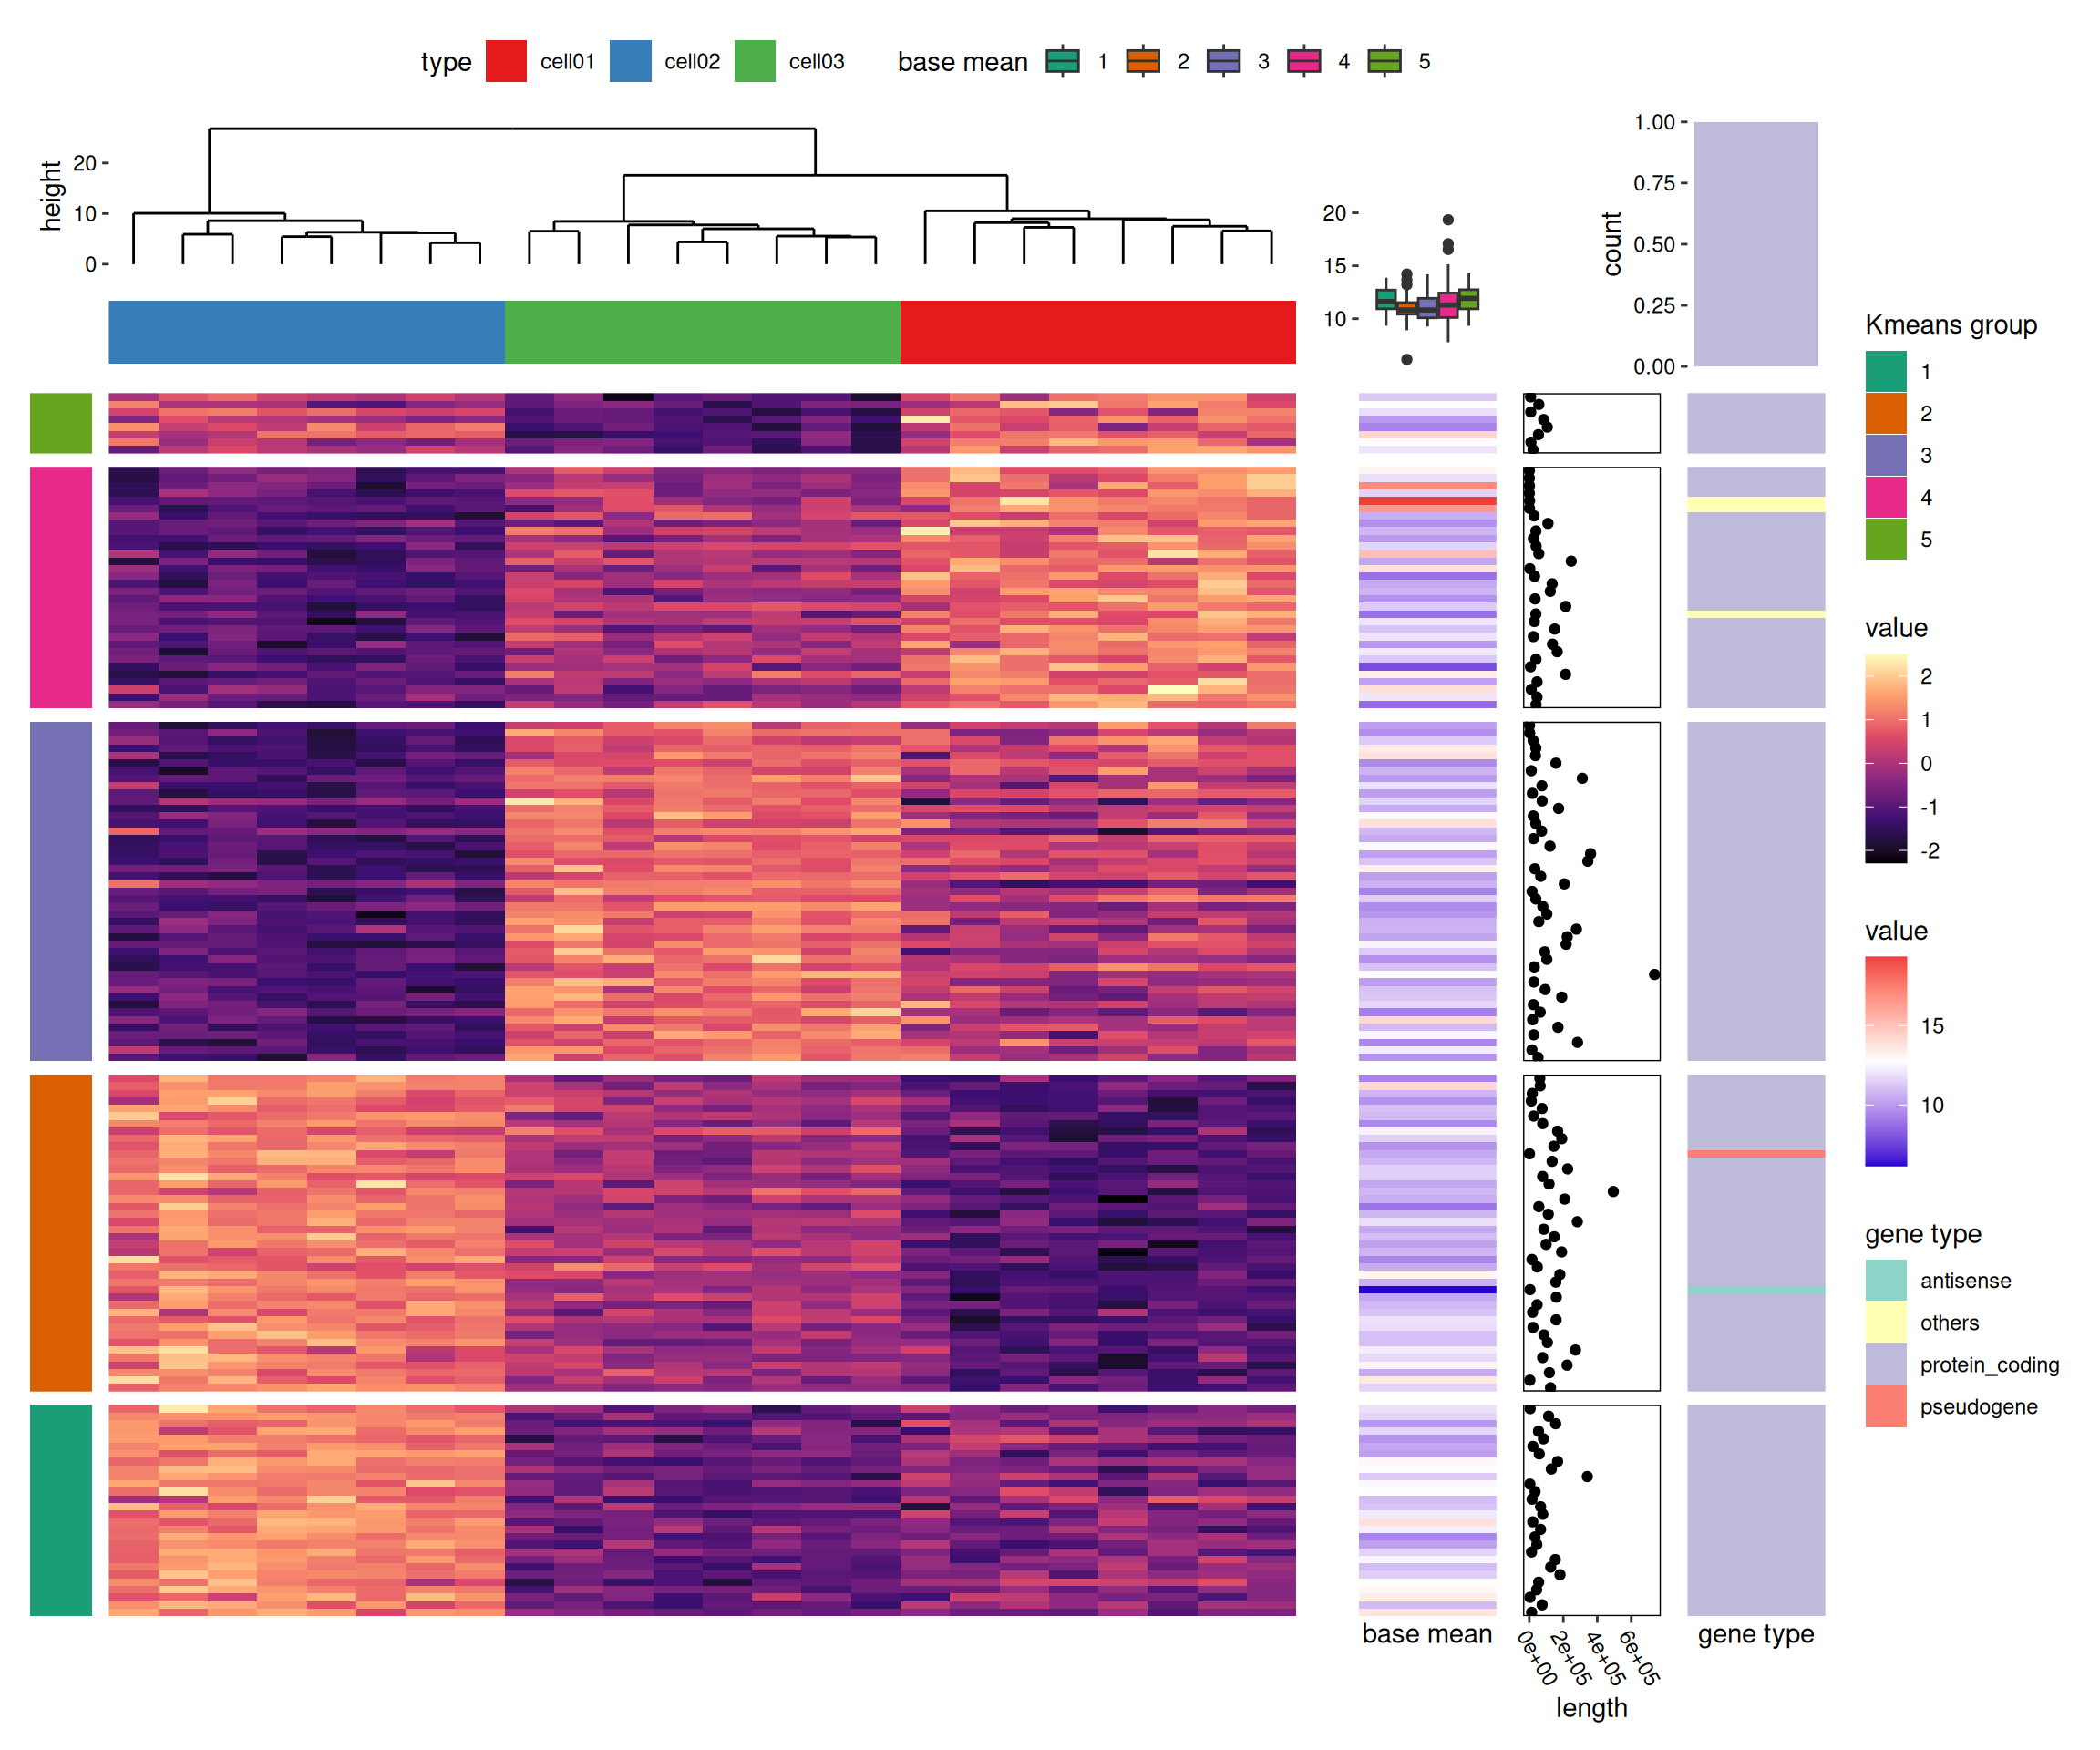 type cell01 cell02 cell03 base mean 1 2 3 4 5
height
20
10
0
20
15
10
count
1.00
0.75
0.50
0.25
0.00
Kmeans group
1
2
3
4
5
value
2
1
0
-1
-2
value
15
10
gene type
antisense
others
protein_coding
pseudogene
base mean
0e+00 2e+05 4e+05 6e+05
length
gene type